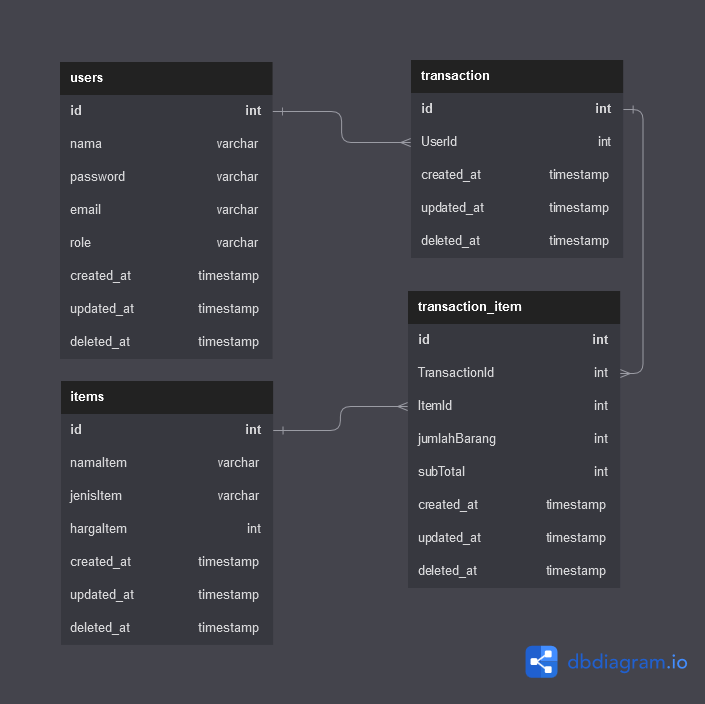 users
id int
nama varchar
password varchar
email varchar
role varchar
created_at timestamp
updated_at timestamp
deleted_at timestamp
transaction
id int
UserId int
created_at timestamp
updated_at timestamp
deleted_at timestamp
items
id int
namaItem varchar
jenisItem varchar
hargaItem int
created_at timestamp
updated_at timestamp
deleted_at timestamp
transaction_item
id int
TransactionId int
ItemId int
jumlahBarang int
subTotal int
created_at timestamp
updated_at timestamp
deleted_at timestamp
dbdiagram.io